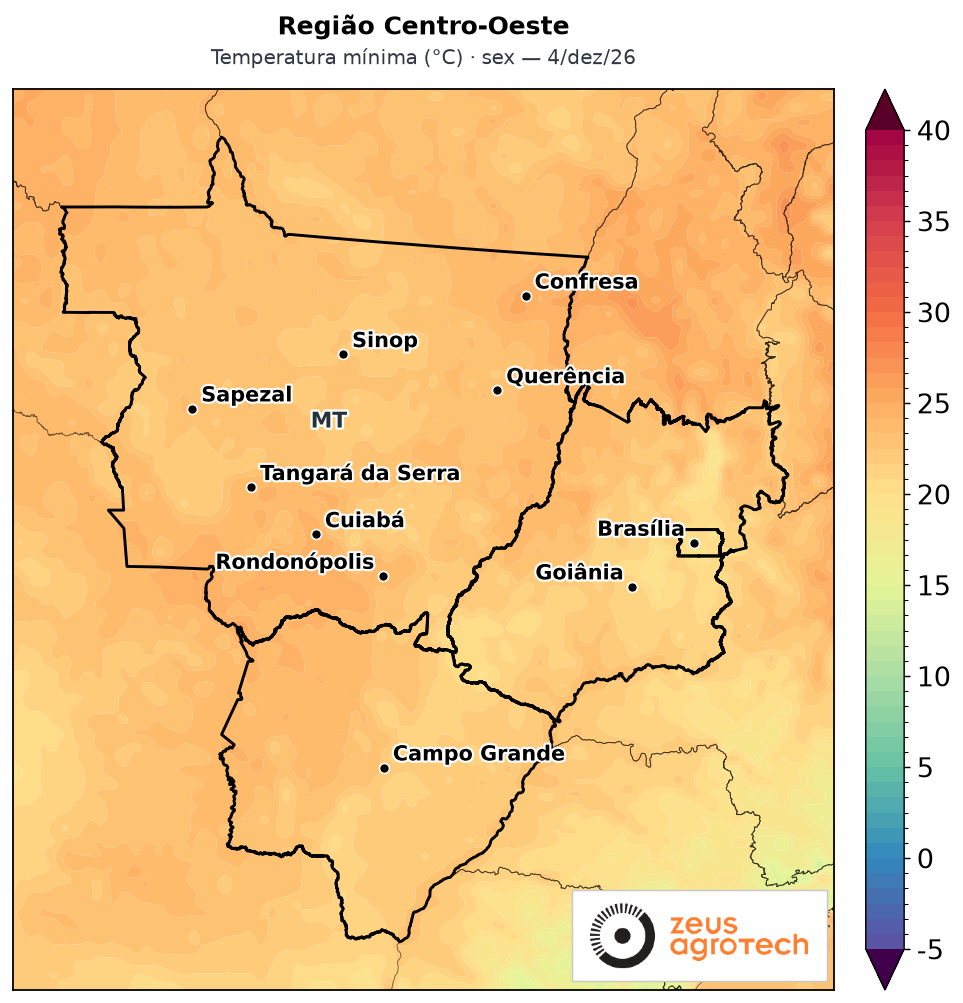 Região Centro-Oeste
Temperatura mínima (°C) · sex — 4/dez/26
40
35
30
25
20
15
10
5
0
-5
Confresa
Sinop
Querência
Sapezal
MT
Tangará da Serra
Cuiabá
Brasília
Rondonópolis
Goiânia
Campo Grande
zeus
agrotech